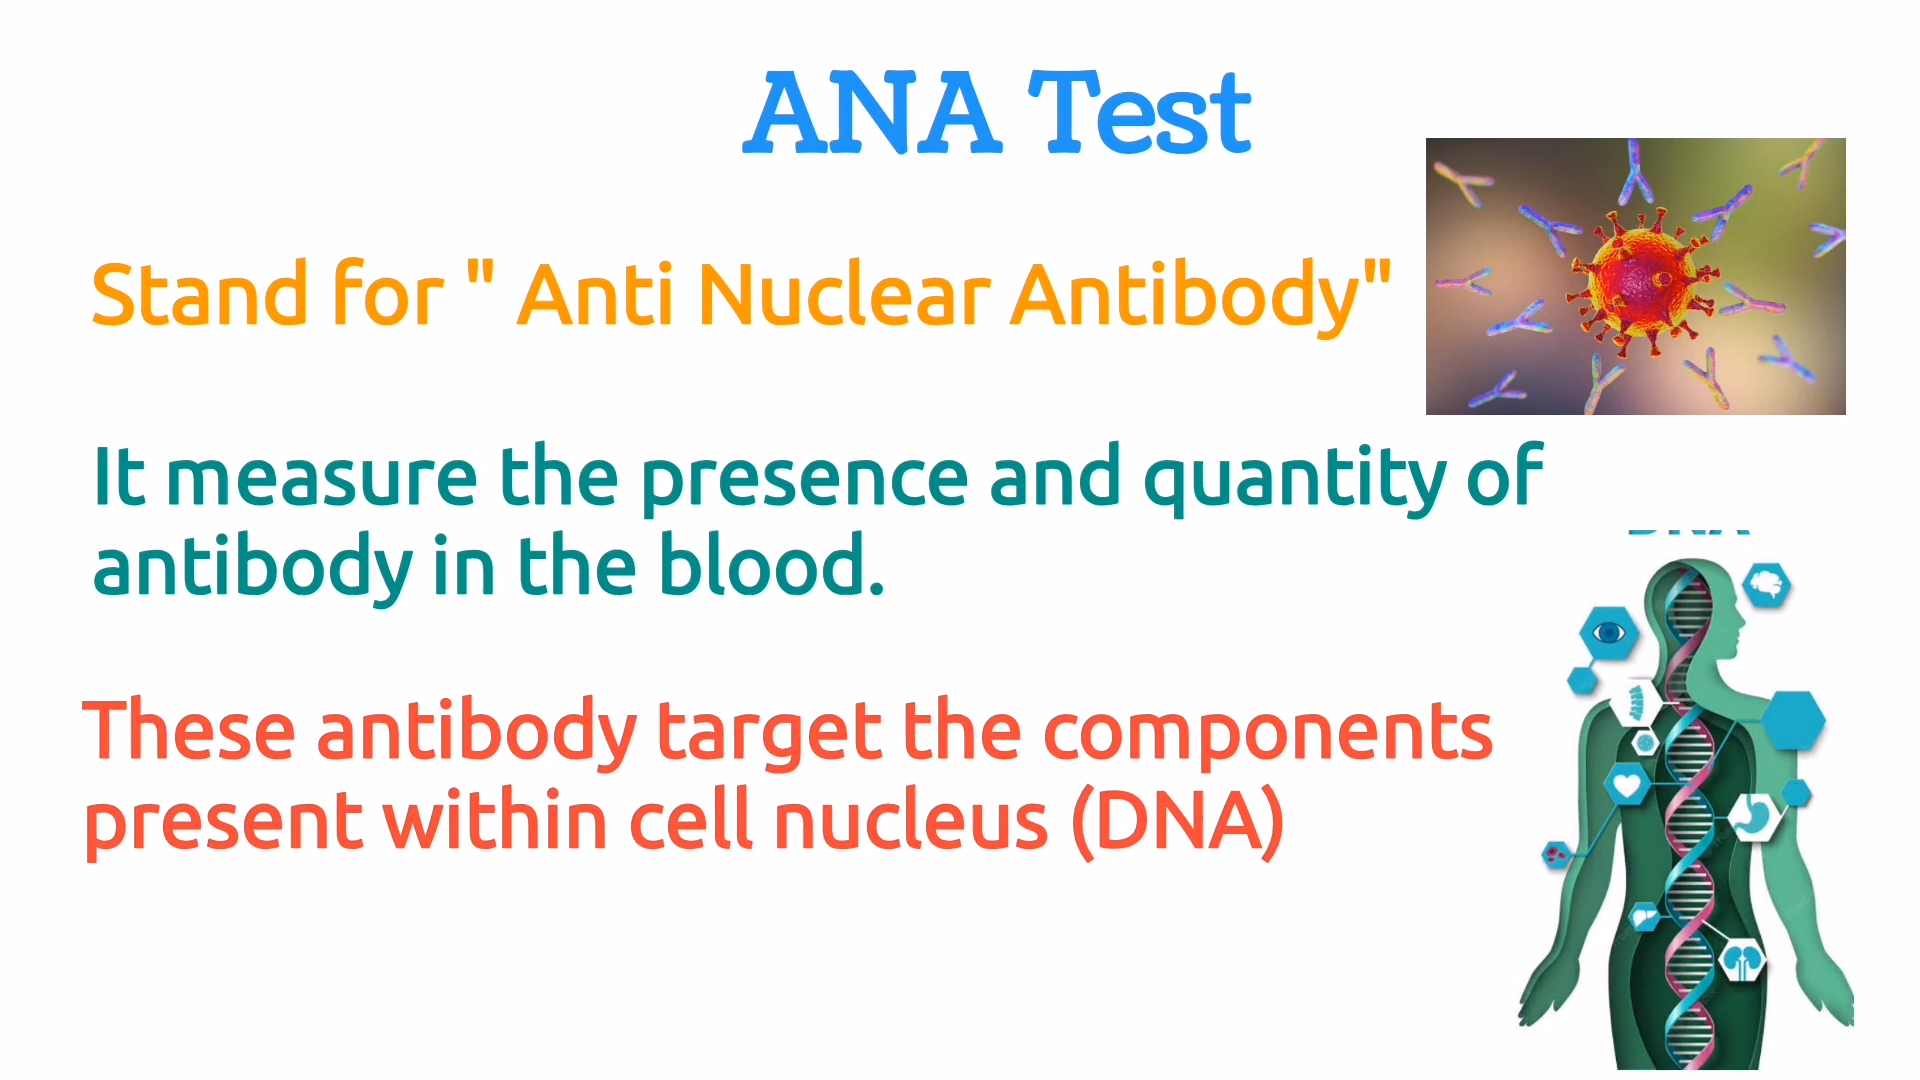 ANA Test
Stand for " Anti Nuclear Antibody"
It measure the presence and quantity of
antibody in the blood.
These antibody target the components
present within cell nucleus (DNA)